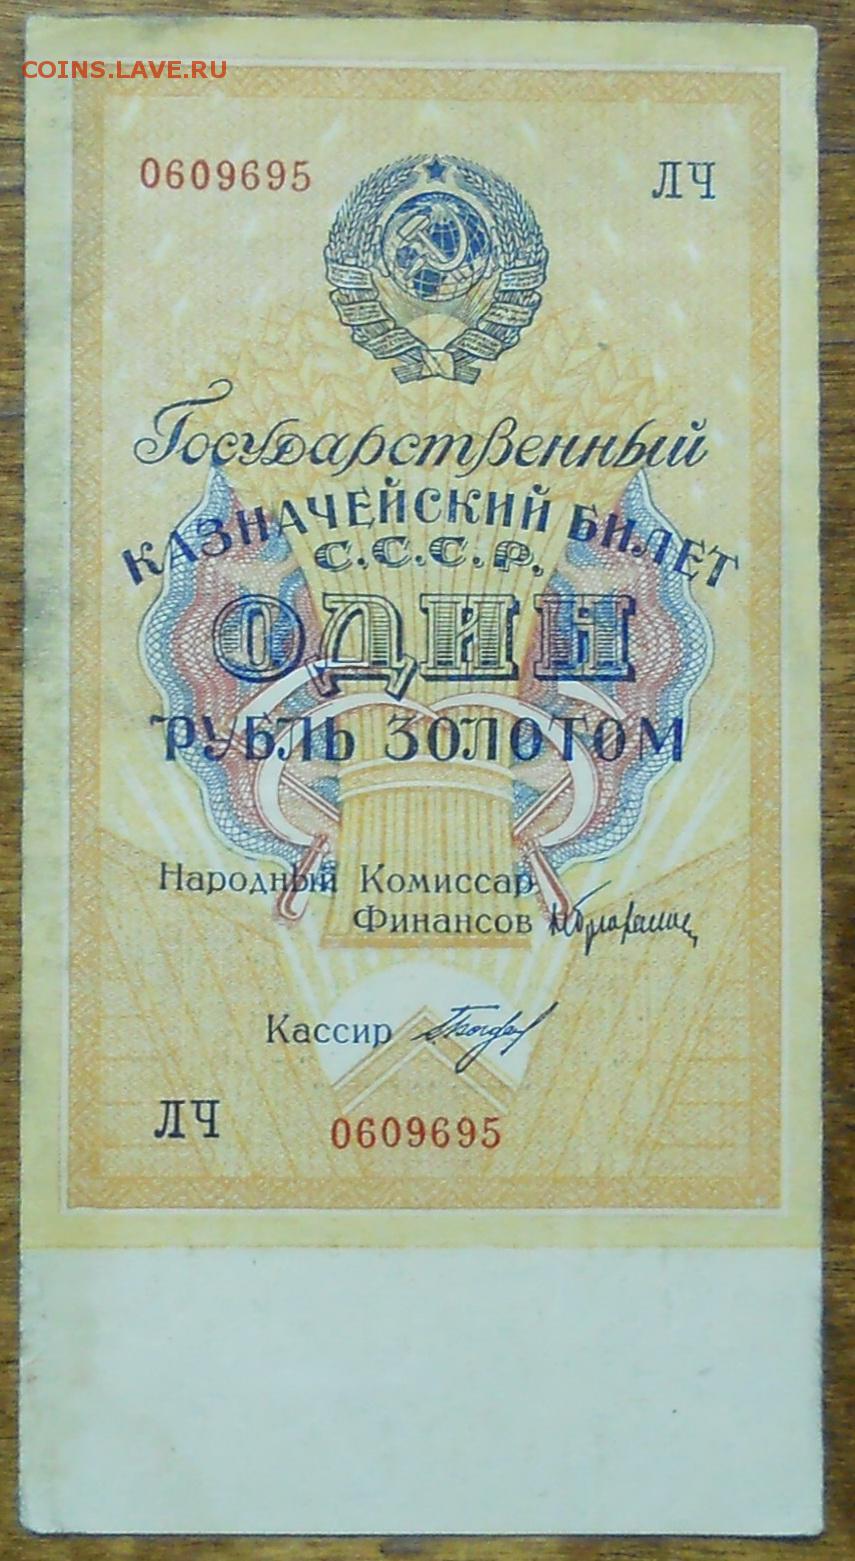 COINS.LAVE.RU
0609695 ЛЧ
Государственный
КАЗНАЧЕЙСКИЙ БИЛЕТ
С.С.С.Р.
ОДИН
РУБЛЬ ЗОЛОТОМ
Народный Комиссар
Финансов
Кассир
ЛЧ 0609695